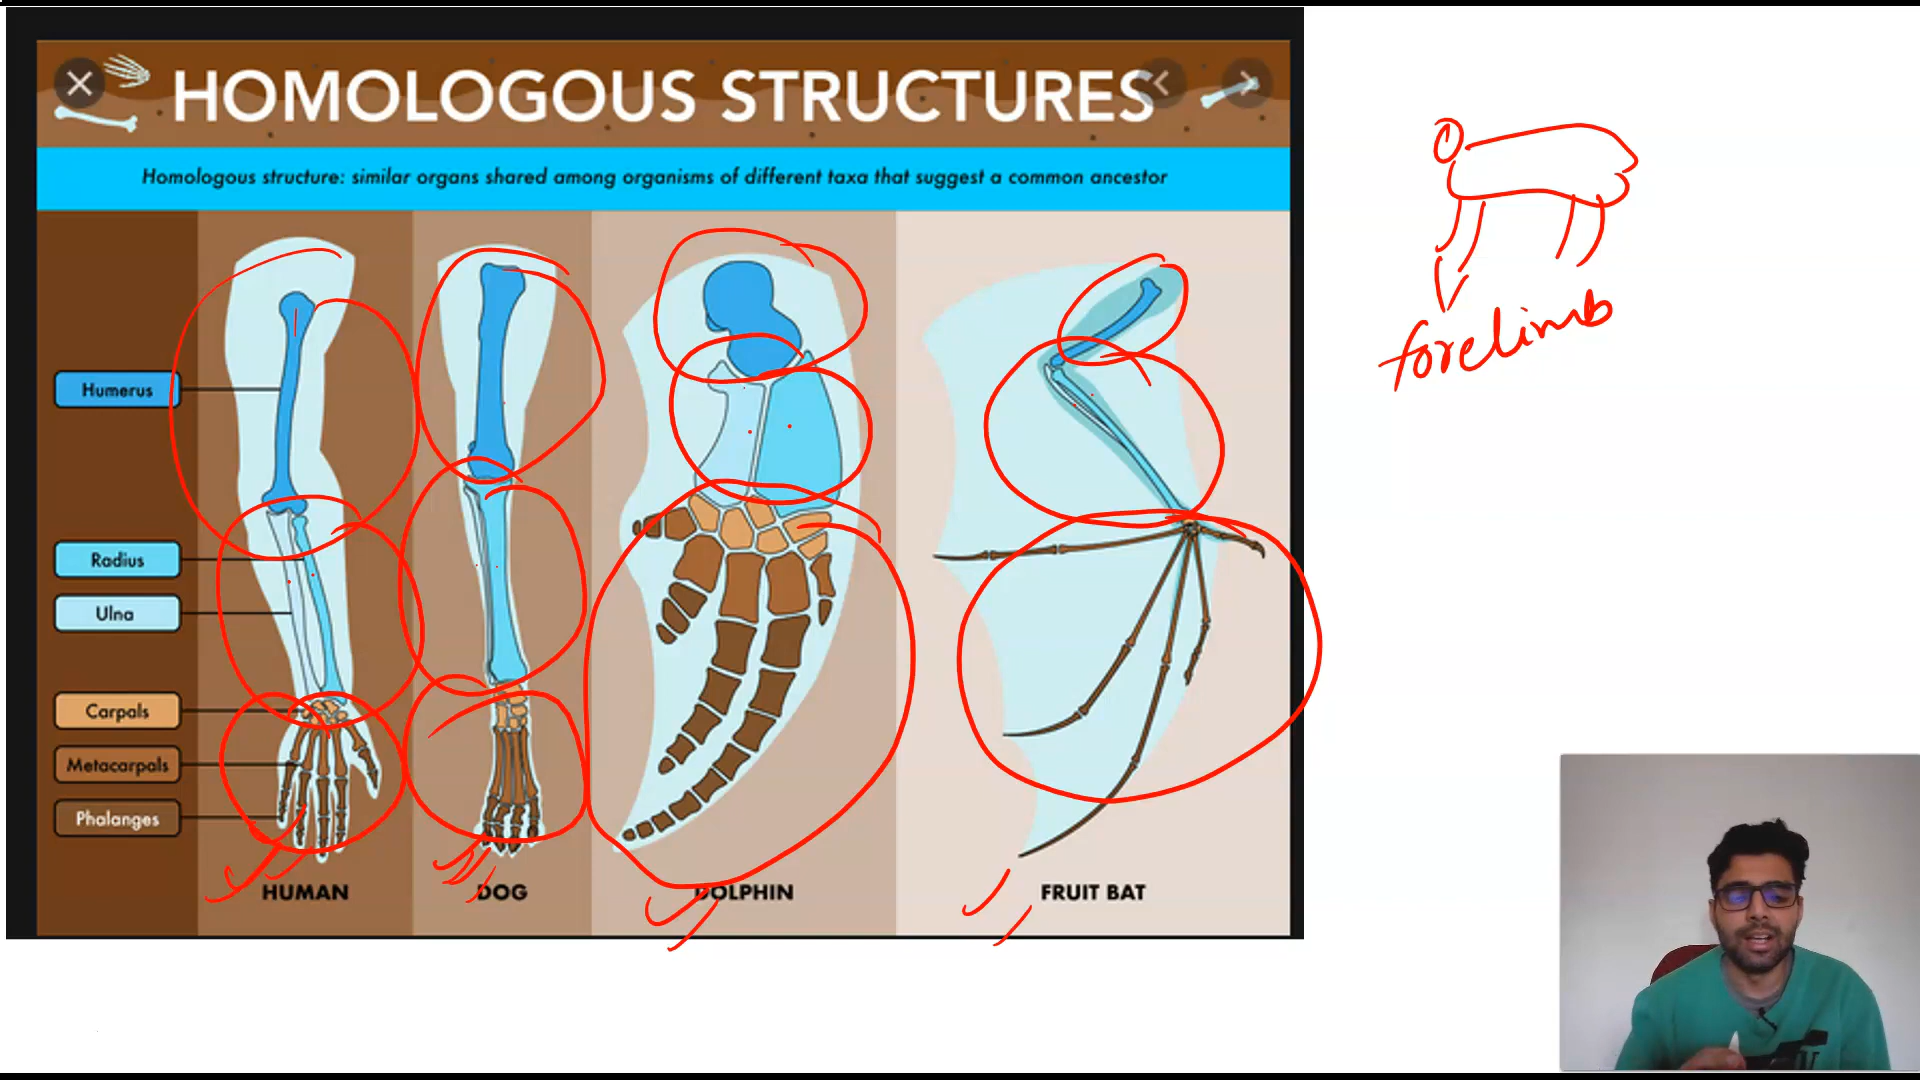 HOMOLOGOUS STRUCTURES
Homologous structure: similar organs shared among organisms of different taxa that suggest a common ancestor
forelimb
Humerus
Radius
Ulna
Carpals
Metacarpals
Phalanges
HUMAN
DOG
DOLPHIN
FRUIT BAT